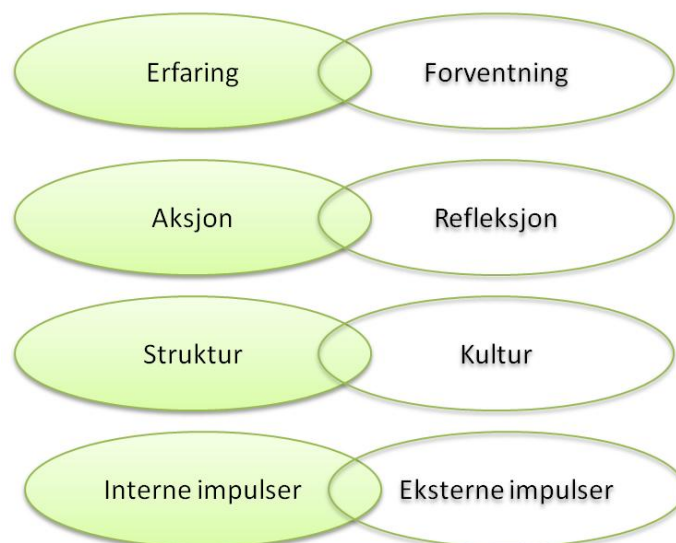 Erfaring Forventning
Aksjon Refleksjon
Struktur Kultur
Interne impulser Eksterne impulser